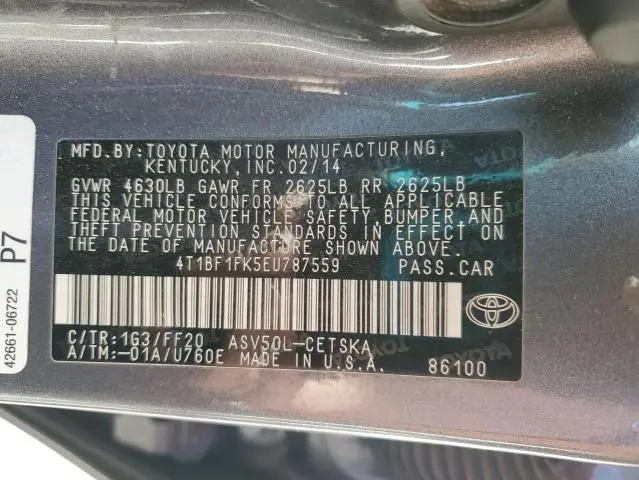 MFD.BY:TOYOTA MOTOR MANUFACTURING,
KENTUCKY, INC.02/14
GVWR 4630LB GAWR FR 2625LB RR 2625LB
THIS VEHICLE CONFORMS TO ALL APPLICABLE
FEDERAL MOTOR VEHICLE SAFETY,BUMPER,AND
THEFT PREVENTION STANDARDS IN EFFECT ON
THE DATE OF MANUFACTURE SHOWN ABOVE.
4T1BF1FK5EU787559 PASS.CAR
C/TR:1G3/FF20 ASV50L-CETSKA
A/TM:-01A/U760E MADE IN U.S.A. 86100
42661-06722 P7